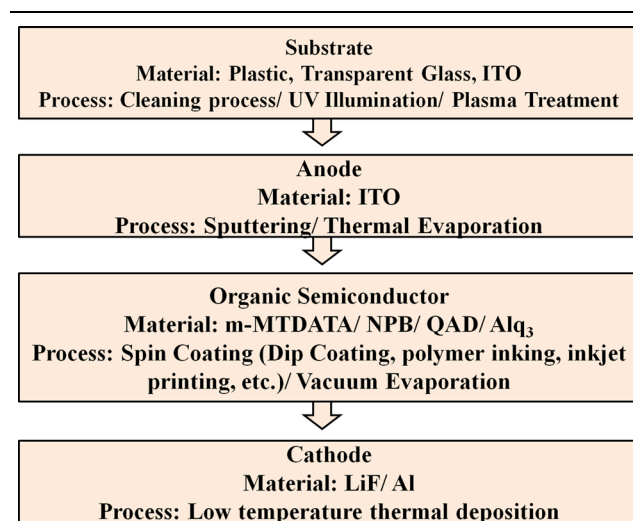 Substrate
Material: Plastic, Transparent Glass, ITO
Process: Cleaning process/ UV Illumination/ Plasma Treatment
Anode
Material: ITO
Process: Sputtering/ Thermal Evaporation
Organic Semiconductor
Material: m-MTDATA/ NPB/ QAD/ Alq₃
Process: Spin Coating (Dip Coating, polymer inking, inkjet
printing, etc.)/ Vacuum Evaporation
Cathode
Material: LiF/ Al
Process: Low temperature thermal deposition